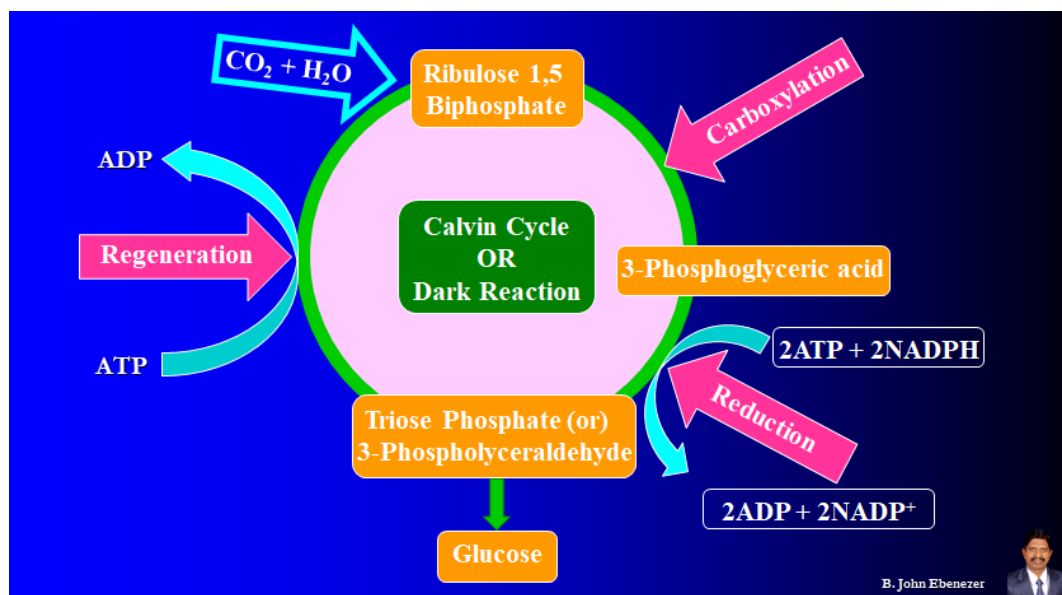 CO₂ + H₂O
Ribulose 1,5
Biphosphate
Carboxylation
ADP
Regeneration
ATP
Calvin Cycle
OR
Dark Reaction
3-Phosphoglyceric acid
2ATP + 2NADPH
Reduction
Triose Phosphate (or)
3-Phospholyceraldehyde
2ADP + 2NADP⁺
Glucose
B. John Ebenezer